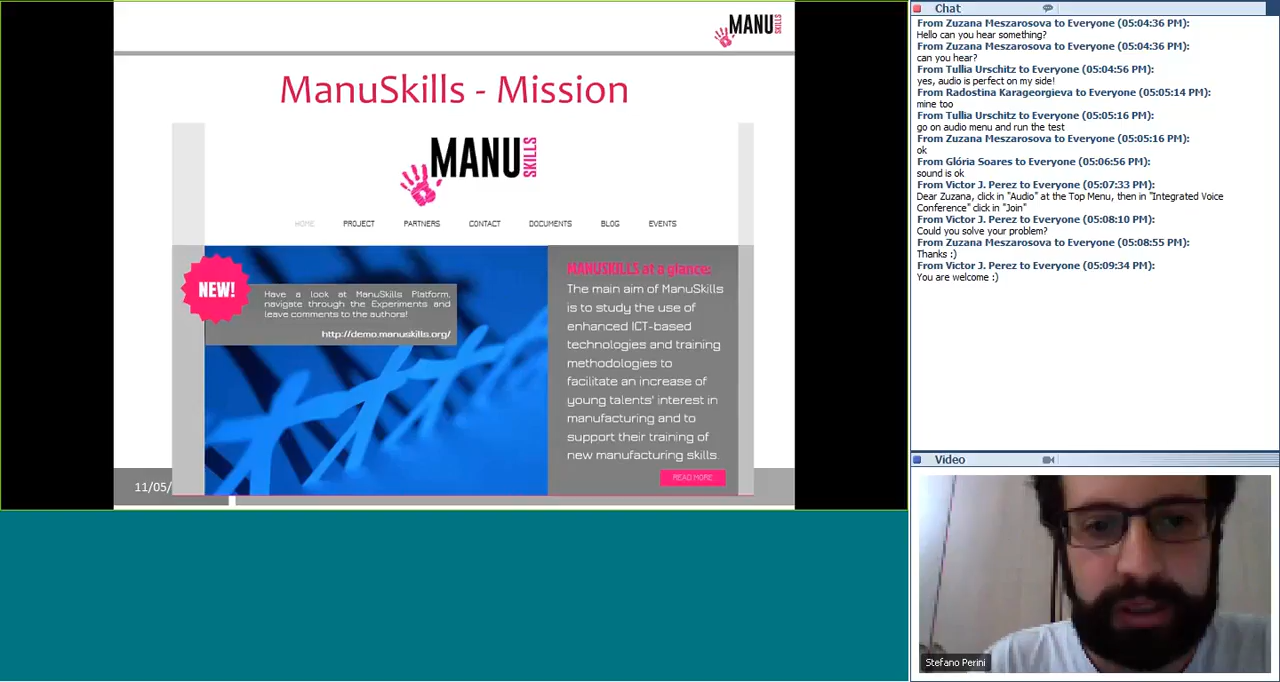 MANU SKILLS
ManuSkills - Mission
MANU SKILLS
HOME PROJECT PARTNERS CONTACT DOCUMENTS BLOG EVENTS
NEW!
Have a look at ManuSkills Platform,
navigate through the Experiments and
leave comments to the authors!
http://demo.manuskills.org/
MANUSKILLS at a glance:
The main aim of ManuSkills
is to study the use of
enhanced ICT-based
technologies and training
methodologies to
facilitate an increase of
young talents' interest in
manufacturing and to
support their training of
new manufacturing skills.
READ MORE
11/05/
Chat
From Zuzana Meszarosova to Everyone (05:04:36 PM):
Hello can you hear something?
From Zuzana Meszarosova to Everyone (05:04:36 PM):
can you hear?
From Tullia Urschitz to Everyone (05:04:56 PM):
yes, audio is perfect on my side!
From Radostina Karageorgieva to Everyone (05:05:14 PM):
mine too
From Tullia Urschitz to Everyone (05:05:16 PM):
go on audio menu and run the test
From Zuzana Meszarosova to Everyone (05:05:16 PM):
ok
From Glória Soares to Everyone (05:06:56 PM):
sound is ok
From Victor J. Perez to Everyone (05:07:33 PM):
Dear Zuzana, click in "Audio" at the Top Menu, then in "Integrated Voice
Conference" click in "Join"
From Victor J. Perez to Everyone (05:08:10 PM):
Could you solve your problem?
From Zuzana Meszarosova to Everyone (05:08:55 PM):
Thanks :)
From Victor J. Perez to Everyone (05:09:34 PM):
You are welcome :)
Video
Stefano Perini